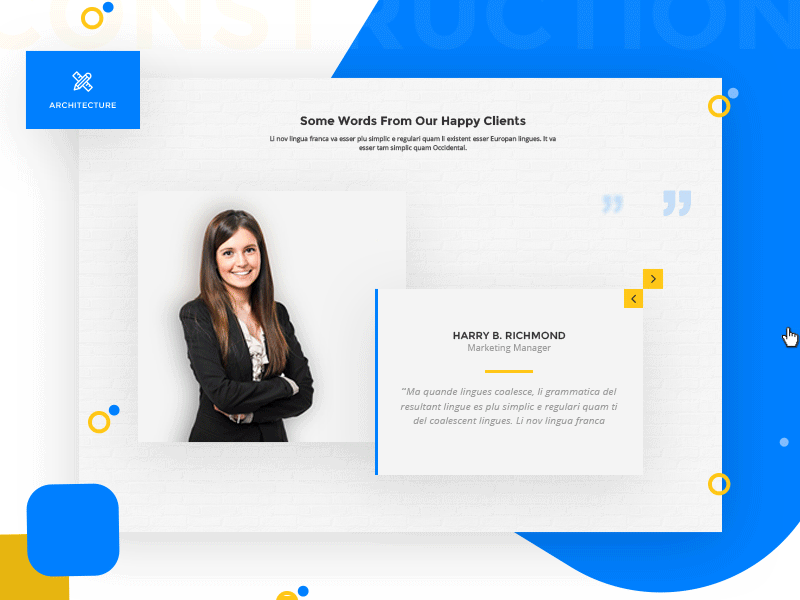 CONSTRUCTION
ARCHITECTURE
Some Words From Our Happy Clients
Li nov lingua franca va esser plu simplic e regulari quam li existent esser Europan lingues. It va
esser tam simplic quam Occidental.
”
”
HARRY B. RICHMOND
Marketing Manager
“Ma quande lingues coalesce, li grammatica del
resultant lingue es plu simplic e regulari quam ti
del coalescent lingues. Li nov lingua franca